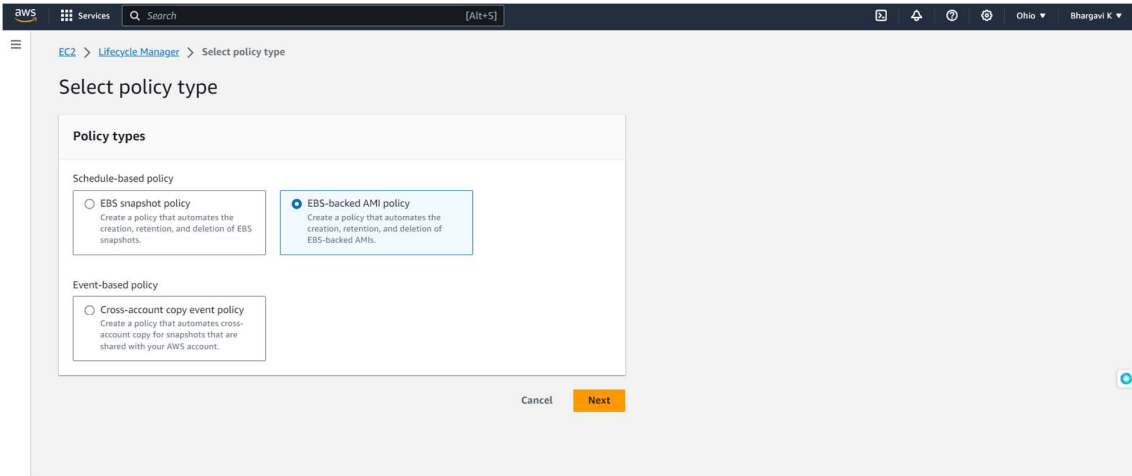 aws Services Search [Alt+S] Ohio ▼ Bhargavi K ▼
EC2 > Lifecycle Manager > Select policy type
Select policy type
Policy types
Schedule-based policy
EBS snapshot policy
Create a policy that automates the
creation, retention, and deletion of EBS
snapshots.
EBS-backed AMI policy
Create a policy that automates the
creation, retention, and deletion of
EBS-backed AMIs.
Event-based policy
Cross-account copy event policy
Create a policy that automates cross-
account copy for snapshots that are
shared with your AWS account.
Cancel Next